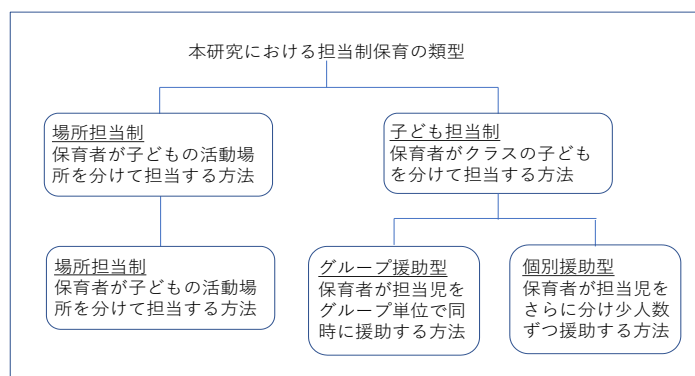 本研究における担当制保育の類型
場所担当制
保育者が子どもの活動場
所を分けて担当する方法
子ども担当制
保育者がクラスの子ども
を分けて担当する方法
場所担当制
保育者が子どもの活動場
所を分けて担当する方法
グループ援助型
保育者が担当児を
グループ単位で同
時に援助する方法
個別援助型
保育者が担当児を
さらに分け少人数
ずつ援助する方法